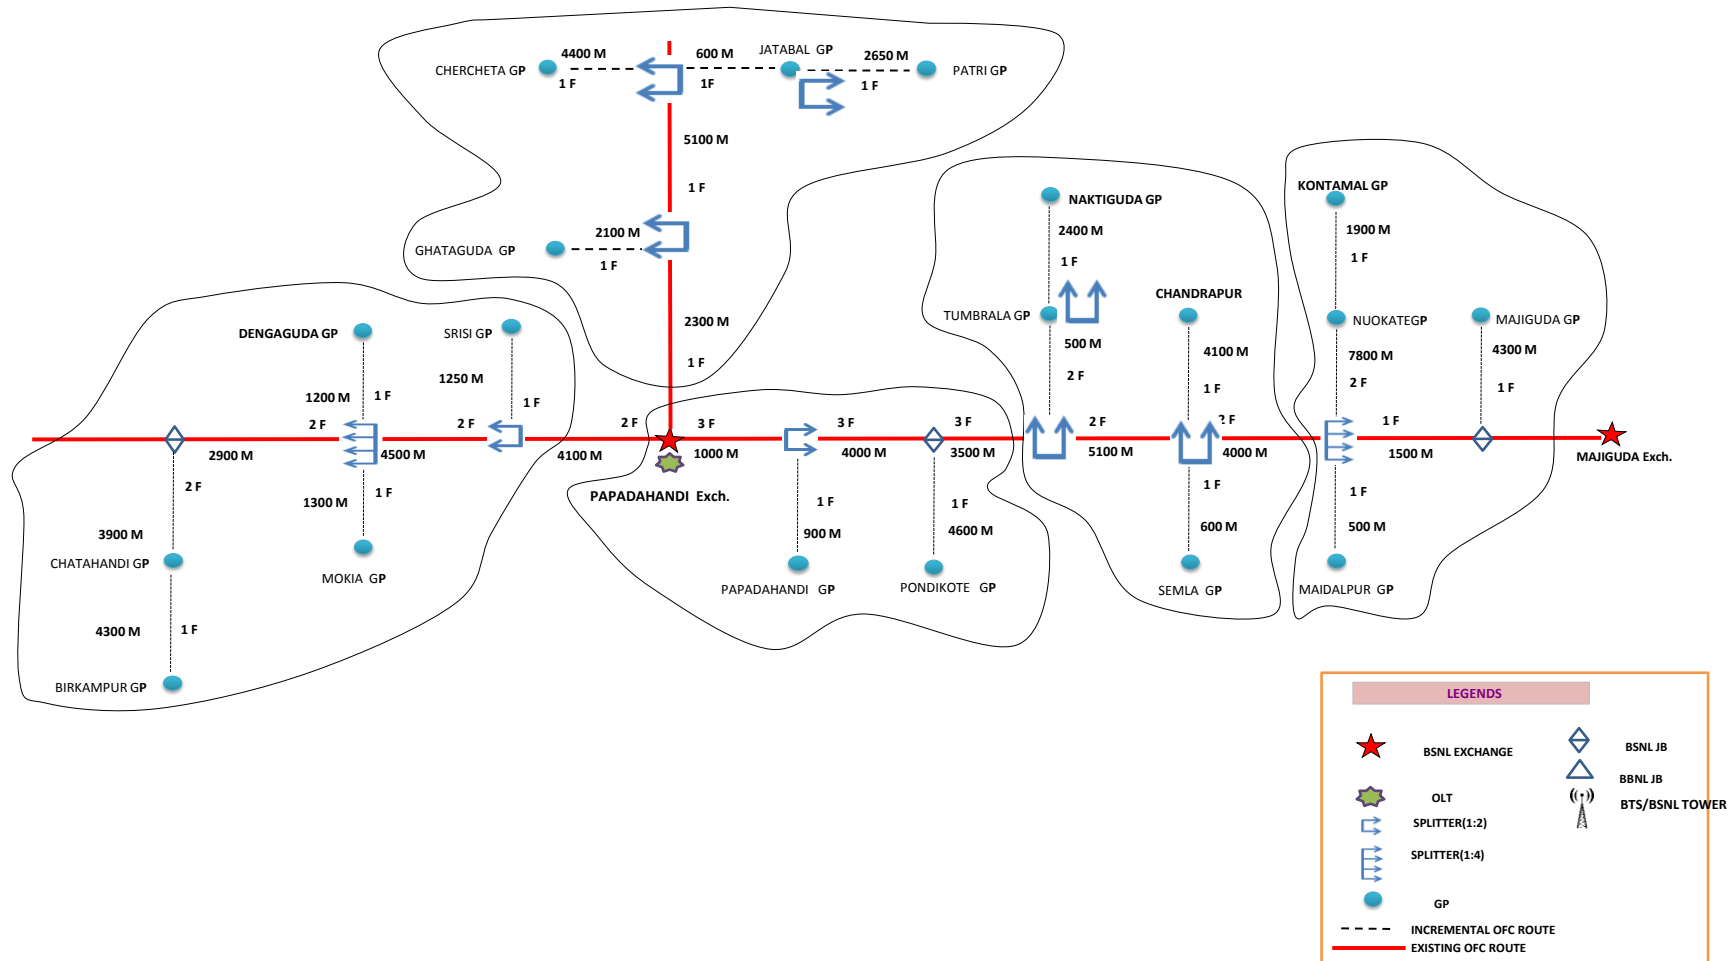 4400 M
600 M
JATABAL GP
2650 M
CHERCHETA GP
PATRI GP
1 F
1F
1 F
5100 M
1 F
2100 M
GHATAGUDA GP
1 F
2300 M
1 F
NAKTIGUDA GP
2400 M
1 F
TUMBRALA GP
500 M
2 F
CHANDRAPUR
4100 M
1 F
KONTAMAL GP
1900 M
1 F
NUOKATEGP
7800 M
2 F
MAJIGUDA GP
4300 M
1 F
DENGAGUDA GP
SRISI GP
1250 M
1200 M
1 F
1 F
2 F
2 F
2 F
3 F
3 F
3 F
2 F
2 F
1 F
2900 M
4500 M
4100 M
1000 M
4000 M
3500 M
5100 M
4000 M
1500 M
MAJIGUDA Exch.
PAPADAHANDI Exch.
2 F
1300 M
1 F
1 F
900 M
1 F
4600 M
1 F
600 M
1 F
500 M
3900 M
CHATAHANDI GP
MOKIA GP
PAPADAHANDI GP
PONDIKOTE GP
SEMLA GP
MAIDALPUR GP
4300 M
1 F
BIRKAMPUR GP
LEGENDS
BSNL EXCHANGE
BSNL JB
BBNL JB
OLT
BTS/BSNL TOWER
SPLITTER(1:2)
SPLITTER(1:4)
GP
INCREMENTAL OFC ROUTE
EXISTING OFC ROUTE